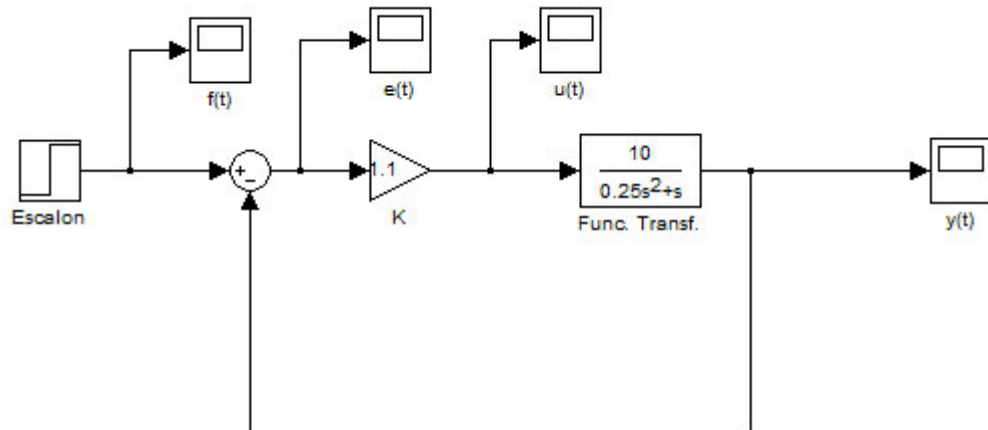 f(t)
e(t)
u(t)
Escalon
+
-
1.1
K
10
0.25s²+s
Func. Transf.
y(t)